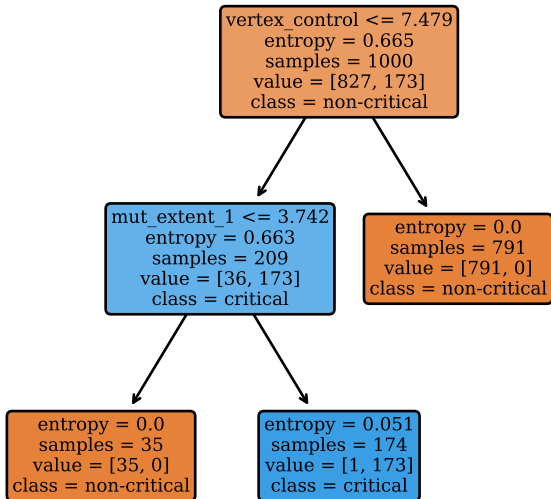 vertex_control <= 7.479
entropy = 0.665
samples = 1000
value = [827, 173]
class = non-critical
mut_extent_1 <= 3.742
entropy = 0.663
samples = 209
value = [36, 173]
class = critical
entropy = 0.0
samples = 791
value = [791, 0]
class = non-critical
entropy = 0.0
samples = 35
value = [35, 0]
class = non-critical
entropy = 0.051
samples = 174
value = [1, 173]
class = critical